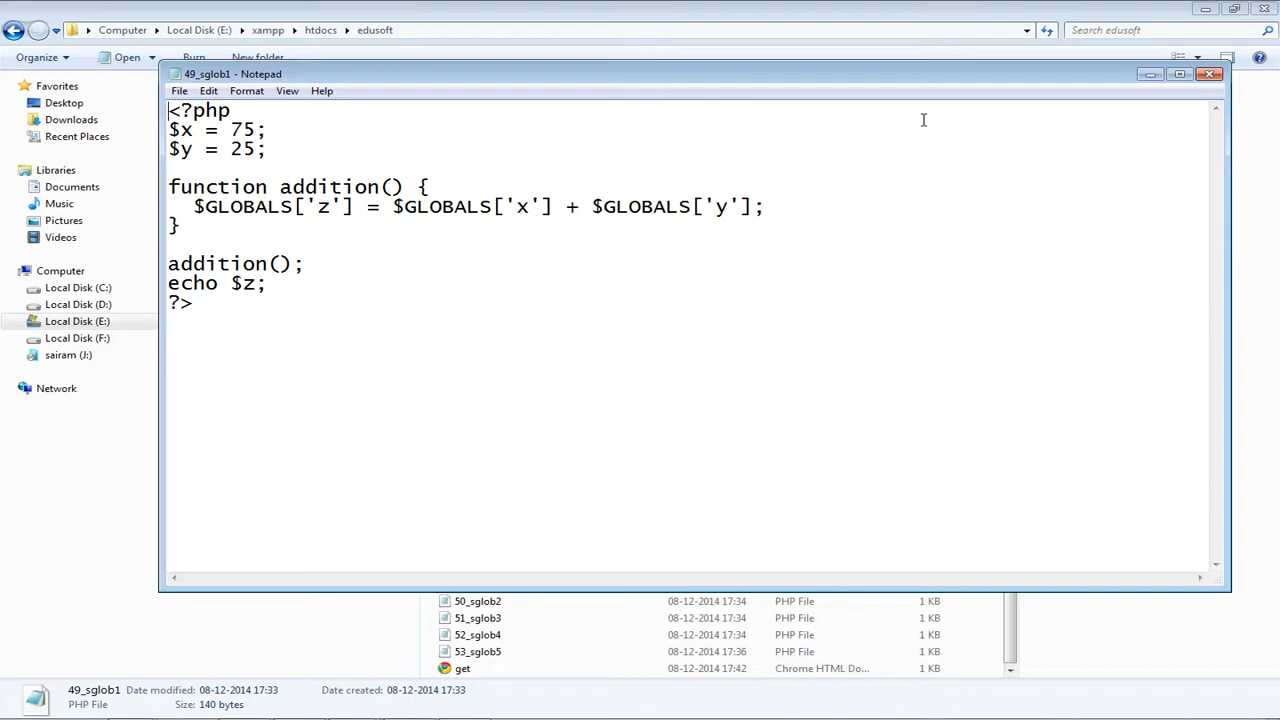 Computer Local Disk (E:) xampp htdocs edusoft Search edusoft
Organize Open Burn New folder
49_sglob1 - Notepad
File Edit Format View Help
<?php
$x = 75;
$y = 25;
function addition() {
$GLOBALS['z'] = $GLOBALS['x'] + $GLOBALS['y'];
}
addition();
echo $z;
?>
Favorites
Desktop
Downloads
Recent Places
Libraries
Documents
Music
Pictures
Videos
Computer
Local Disk (C:)
Local Disk (D:)
Local Disk (E:)
Local Disk (F:)
sairam (J:)
Network
50_sglob2 08-12-2014 17:34 PHP File 1 KB
51_sglob3 08-12-2014 17:34 PHP File 1 KB
52_sglob4 08-12-2014 17:34 PHP File 1 KB
53_sglob5 08-12-2014 17:36 PHP File 1 KB
get 08-12-2014 17:42 Chrome HTML Do... 1 KB
49_sglob1 Date modified: 08-12-2014 17:33 Date created: 08-12-2014 17:33
PHP File Size: 140 bytes